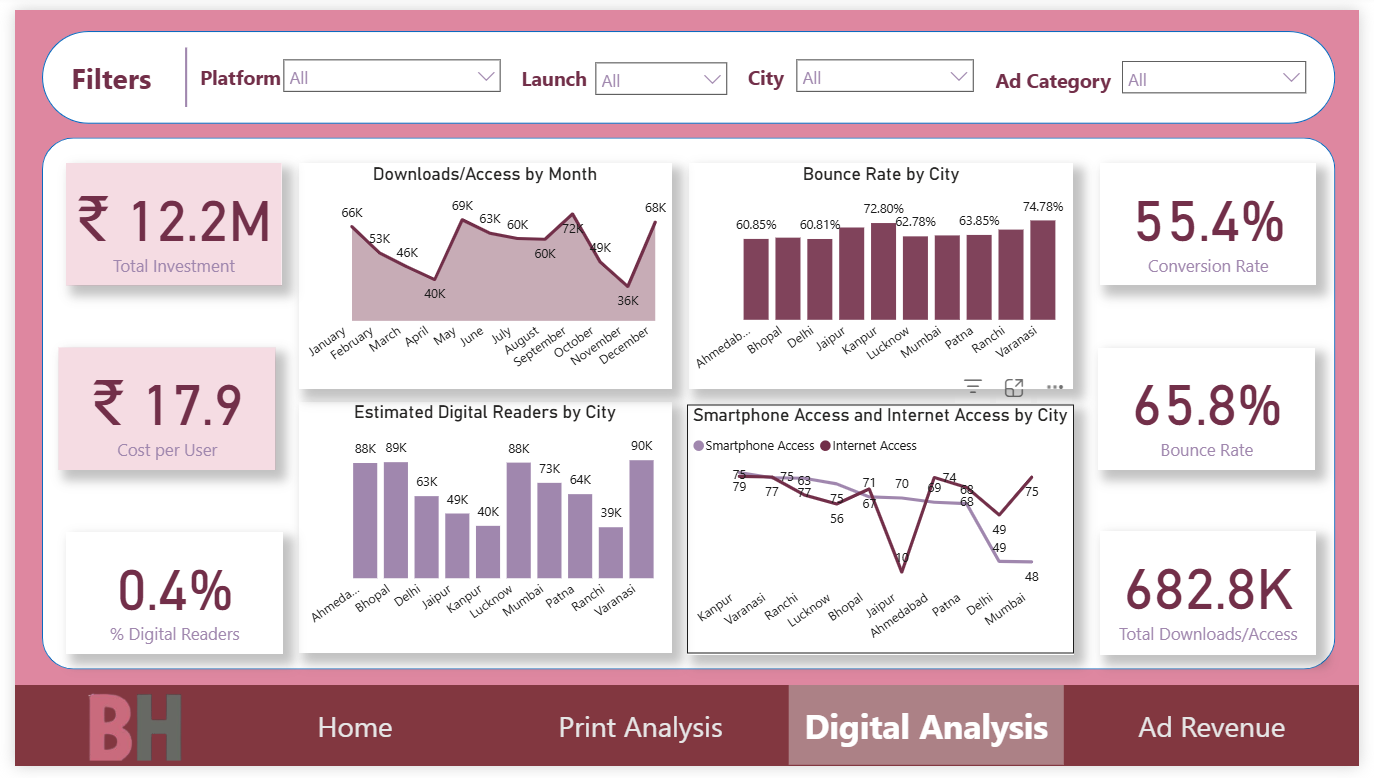 Filters
Platform All
Launch All
City All
Ad Category All
₹ 12.2M
Total Investment
₹ 17.9
Cost per User
0.4%
% Digital Readers
Downloads/Access by Month
66K
53K
46K
40K
69K
63K
60K
60K
72K
49K
36K
68K
January
February
March
April
May
June
July
August
September
October
November
December
Bounce Rate by City
60.85%
60.81%
72.80%
62.78%
63.85%
74.78%
Ahmedab...
Bhopal
Delhi
Jaipur
Kanpur
Lucknow
Mumbai
Patna
Ranchi
Varanasi
Estimated Digital Readers by City
88K
89K
63K
49K
40K
88K
73K
64K
39K
90K
Ahmeda...
Bhopal
Delhi
Jaipur
Kanpur
Lucknow
Mumbai
Patna
Ranchi
Varanasi
Smartphone Access and Internet Access by City
Smartphone Access Internet Access
75
79
77
75
63
77
75
56
71
67
70
10
74
69
68
68
49
49
75
48
Kanpur
Varanasi
Ranchi
Lucknow
Bhopal
Jaipur
Ahmedabad
Patna
Delhi
Mumbai
55.4%
Conversion Rate
65.8%
Bounce Rate
682.8K
Total Downloads/Access
BH
Home
Print Analysis
Digital Analysis
Ad Revenue